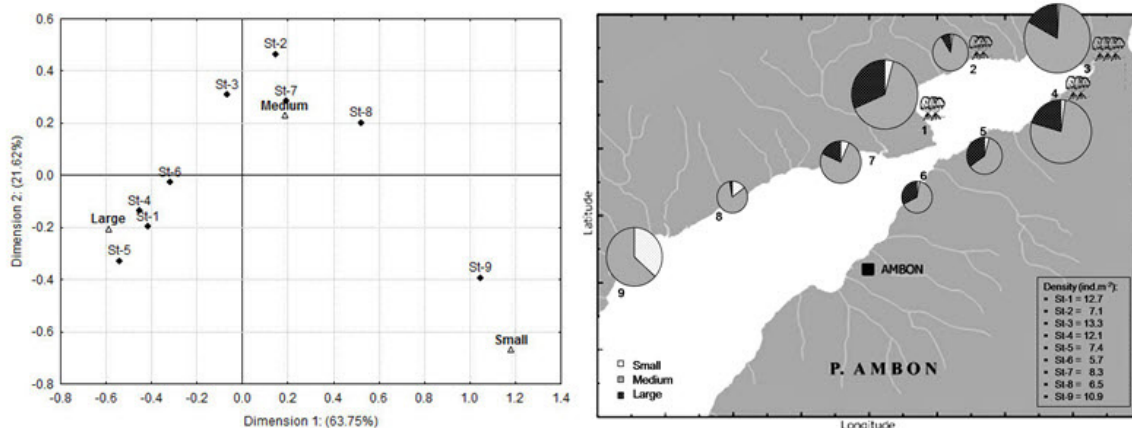 0.6
0.4
0.2
0.0
-0.2
-0.4
-0.6
-0.8
Dimension 2: (21.62%)
St-2
St-3
St-7
Medium
St-8
St-6
St-4
Large
St-1
St-5
St-9
Small
-0.8 -0.6 -0.4 -0.2 0.0 0.2 0.4 0.6 0.8 1.0 1.2 1.4
Dimension 1: (63.75%)
Latitude
2
3
4
1
5
7
6
8
9
AMBON
P. AMBON
Small
Medium
Large
Density (ind.m⁻²):
St-1 = 12.7
St-2 = 7.1
St-3 = 13.3
St-4 = 12.1
St-5 = 7.4
St-6 = 5.7
St-7 = 8.3
St-8 = 6.5
St-9 = 10.9
Longitude